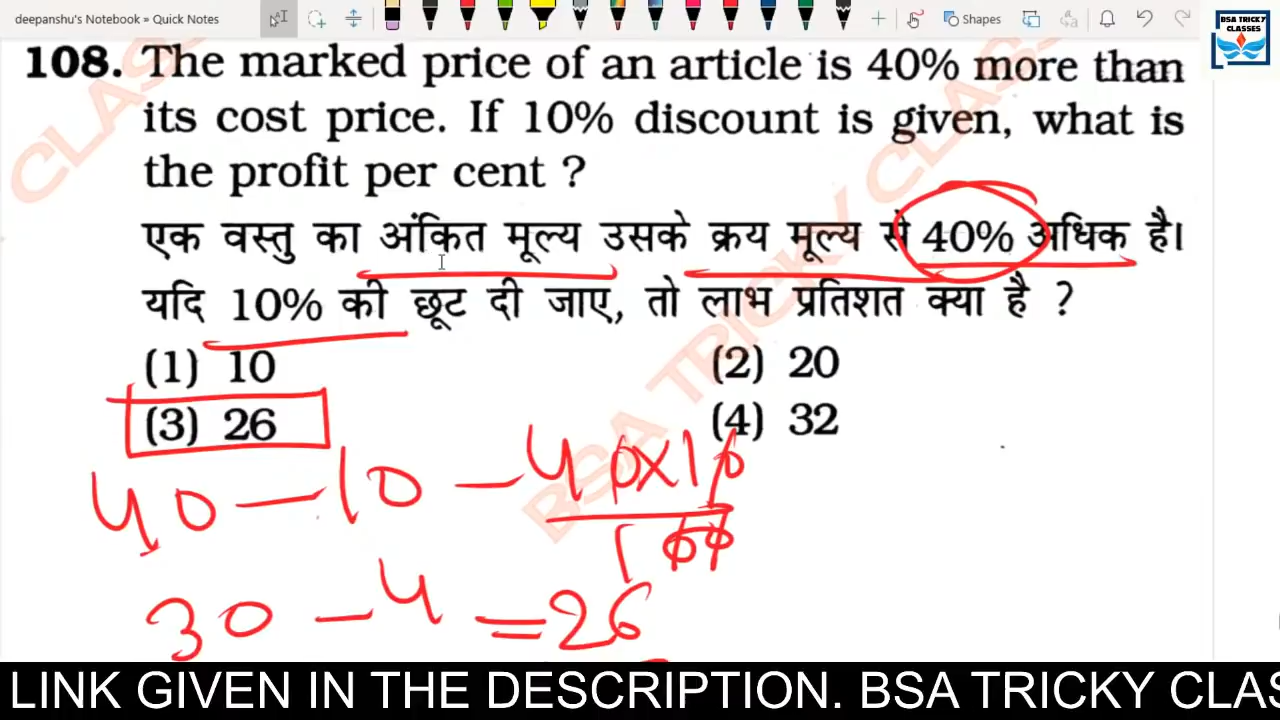 deepanshu's Notebook » Quick Notes
Shapes
BSA TRICKY
CLASSES
108. The marked price of an article is 40% more than
its cost price. If 10% discount is given, what is
the profit per cent ?
एक वस्तु का अंकित मूल्य उसके क्रय मूल्य से 40% अधिक है।
यदि 10% की छूट दी जाए, तो लाभ प्रतिशत क्या है ?
(1) 10 (2) 20
(3) 26 (4) 32
40 – 10 – 40×10
100
30 – 4 = 26
BSA TRICKY CLASS
LINK GIVEN IN THE DESCRIPTION. BSA TRICKY CLAS